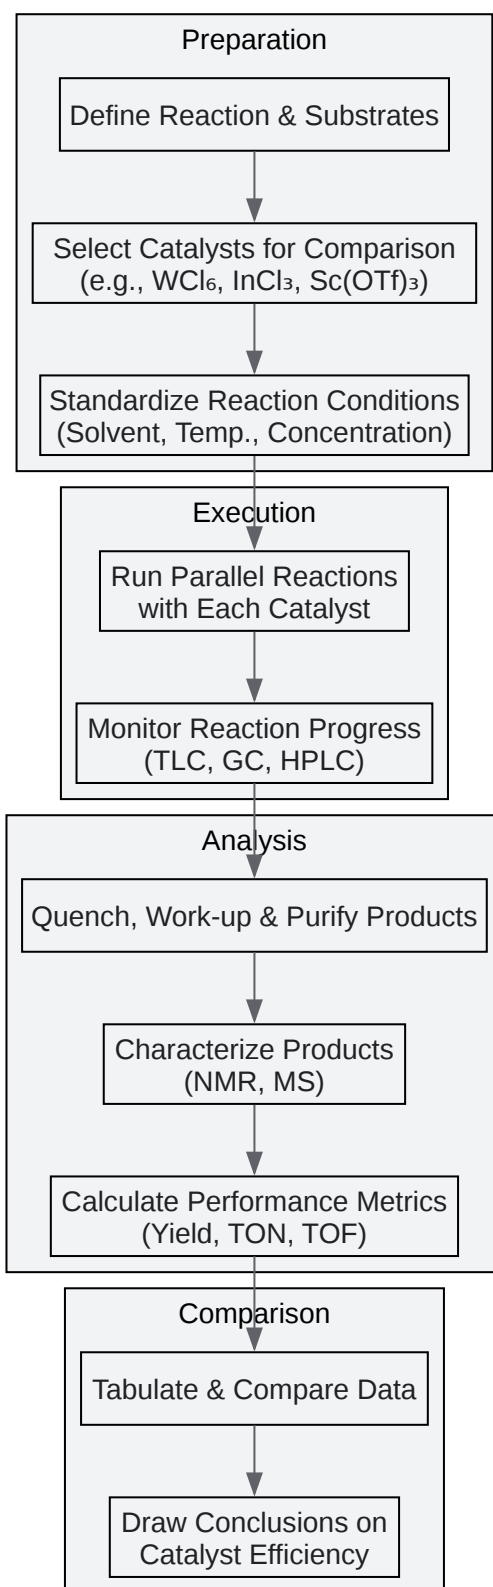 Preparation
Define Reaction & Substrates
Select Catalysts for Comparison
(e.g., WCl₆, InCl₃, Sc(OTf)₃)
Standardize Reaction Conditions
(Solvent, Temp., Concentration)
Execution
Run Parallel Reactions
with Each Catalyst
Monitor Reaction Progress
(TLC, GC, HPLC)
Analysis
Quench, Work-up & Purify Products
Characterize Products
(NMR, MS)
Calculate Performance Metrics
(Yield, TON, TOF)
Comparison
Tabulate & Compare Data
Draw Conclusions on
Catalyst Efficiency